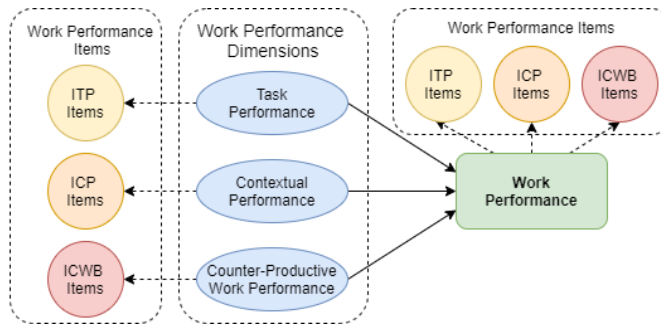 Work Performance
Items
ITP
Items
ICP
Items
ICWB
Items
Work Performance
Dimensions
Task
Performance
Contextual
Performance
Counter-Productive
Work Performance
Work Performance Items
ITP
Items
ICP
Items
ICWB
Items
Work
Performance